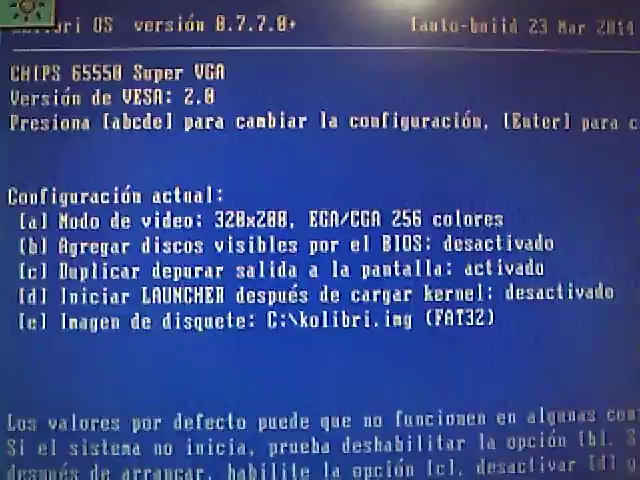 Kolibri OS versión 0.7.7.0+ [auto-build 23 Mar 2014
CHIPS 65550 Super VGA
Versión de VESA: 2.0
Presiona [abcde] para cambiar la configuración, [Enter] para c
Configuración actual:
[a] Modo de video: 320x200, EGA/CGA 256 colores
[b] Agregar discos visibles por el BIOS: desactivado
[c] Duplicar depurar salida a la pantalla: activado
[d] Iniciar LAUNCHER después de cargar kernel: desactivado
[e] Imagen de disquete: C:\kolibri.img (FAT32)
Los valores por defecto puede que no funcionen en algunas con
Si el sistema no inicia, prueba deshabilitar la opción [b]. S
después de arrancar, habilite la opción [c], desactivar [d] y